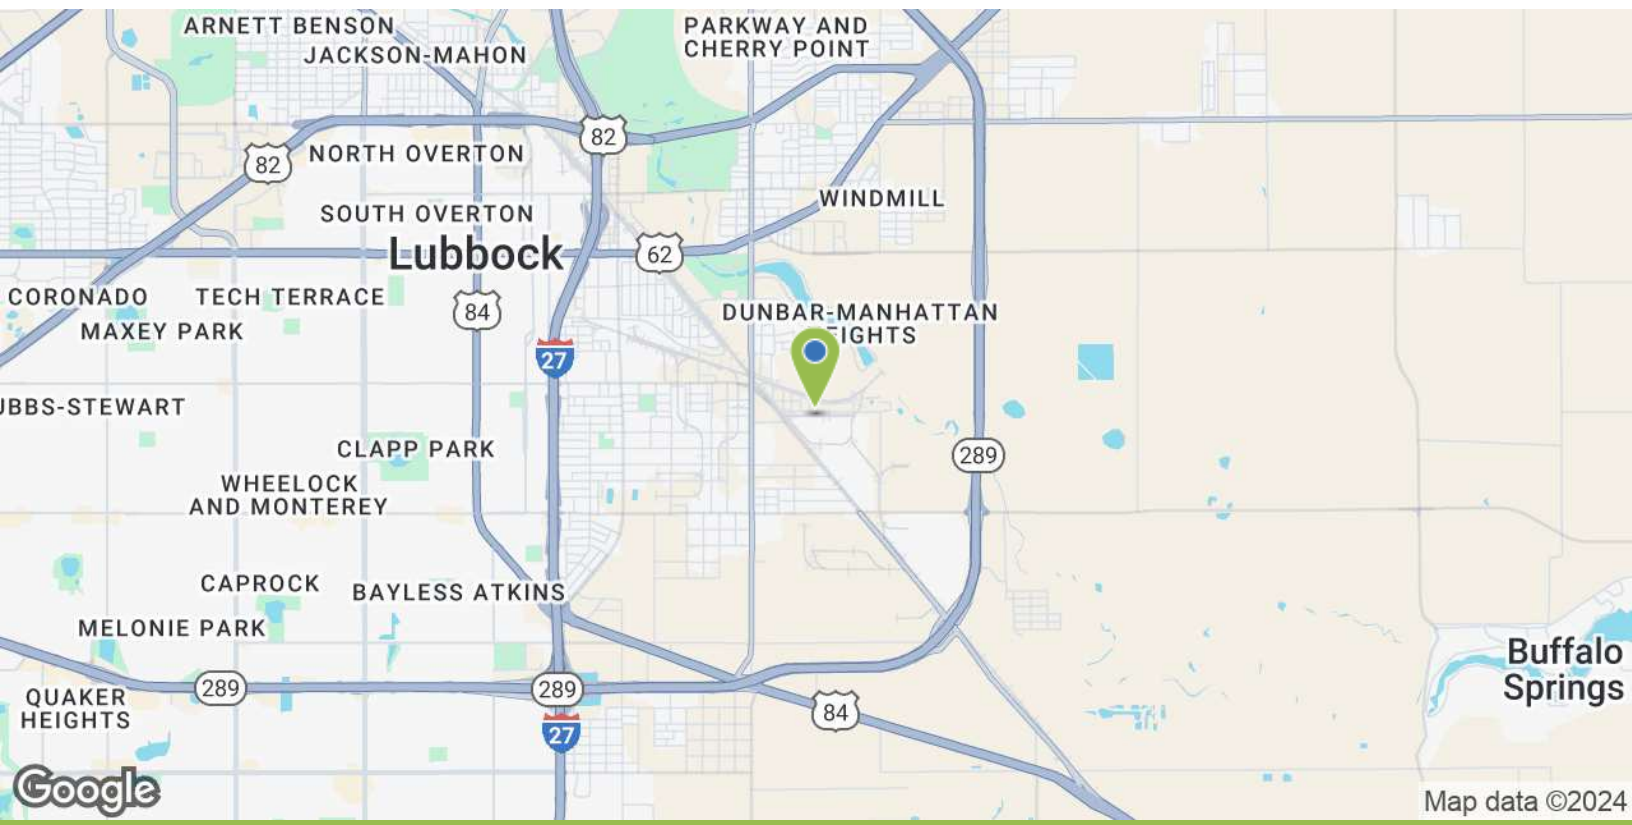 ARNETT BENSON
JACKSON-MAHON
PARKWAY AND
CHERRY POINT
82
82
NORTH OVERTON
WINDMILL
SOUTH OVERTON
Lubbock
62
CORONADO
TECH TERRACE
84
DUNBAR-MANHATTAN
EIGHTS
MAXEY PARK
27
UBBS-STEWART
CLAPP PARK
289
WHEELOCK
AND MONTEREY
CAPROCK
BAYLESS ATKINS
MELONIE PARK
Buffalo
Springs
289
289
QUAKER
HEIGHTS
84
27
Google
Map data ©2024